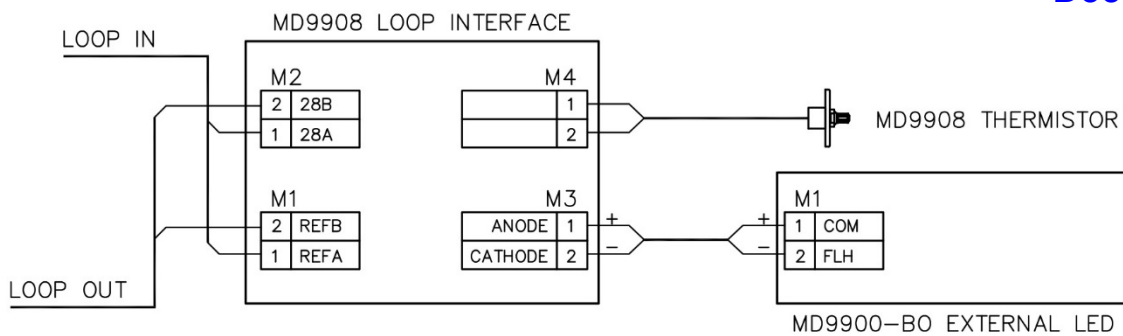 MD9908 LOOP INTERFACE
LOOP IN
M2
2 28B
1 28A
M4
1
2
MD9908 THERMISTOR
M1
2 REFB
1 REFA
M3
ANODE 1 +
CATHODE 2 −
M1
+ 1 COM
− 2 FLH
LOOP OUT
MD9900-BO EXTERNAL LED